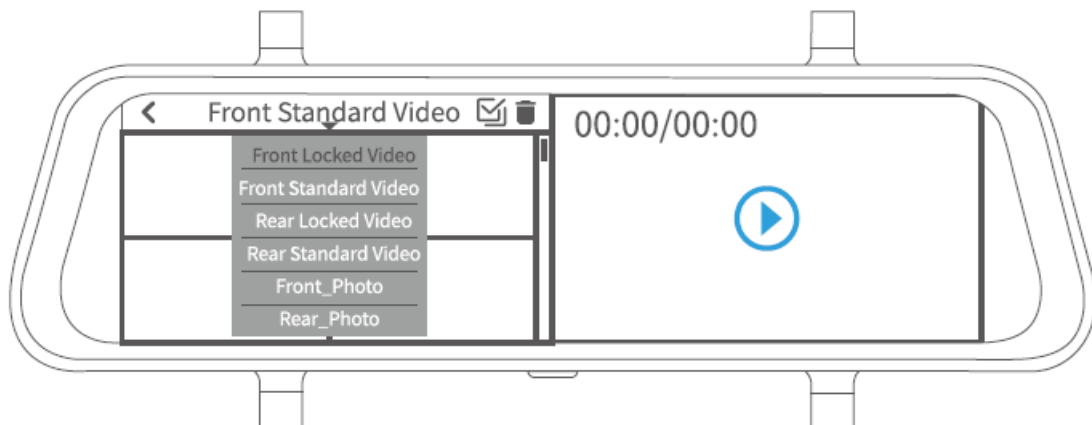 Front Standard Video
00:00/00:00
Front Locked Video
Front Standard Video
Rear Locked Video
Rear Standard Video
Front_Photo
Rear_Photo